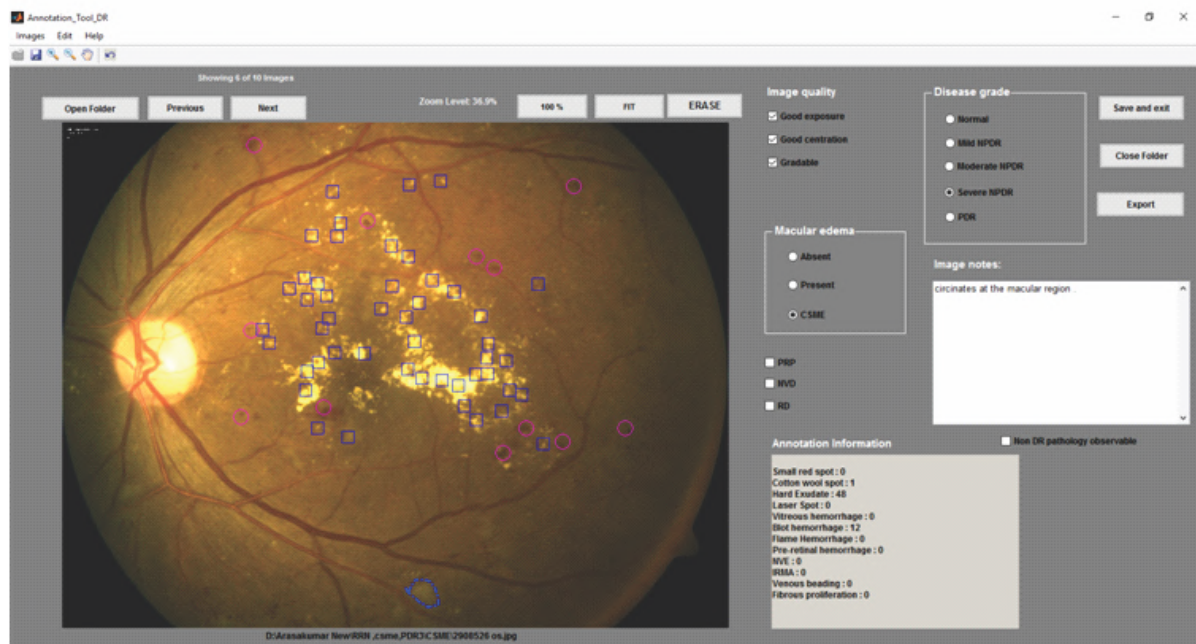 Annotation_Tool_DR
Images Edit Help
Showing 6 of 10 Images
Open Folder Previous Next Zoom Level: 36.9% 100 % FIT ERASE
Image quality
Good exposure
Good centration
Gradable
Disease grade
Normal
Mild NPDR
Moderate NPDR
Severe NPDR
PDR
Save and exit
Close Folder
Export
Macular edema
Absent
Present
CSME
Image notes:
circinates at the macular region .
PRP
NVD
RD
Non DR pathology observable
Annotation Information
Small red spot : 0
Cotton wool spot : 1
Hard Exudate : 48
Laser Spot : 0
Vitreous hemorrhage : 0
Blot hemorrhage : 12
Flame Hemorrhage : 0
Pre-retinal hemorrhage : 0
NVE : 0
IRMA : 0
Venous beading : 0
Fibrous proliferation : 0
D:\Arasakumar New\RRN ,csme,PDR3\CSME\2908526 os.jpg